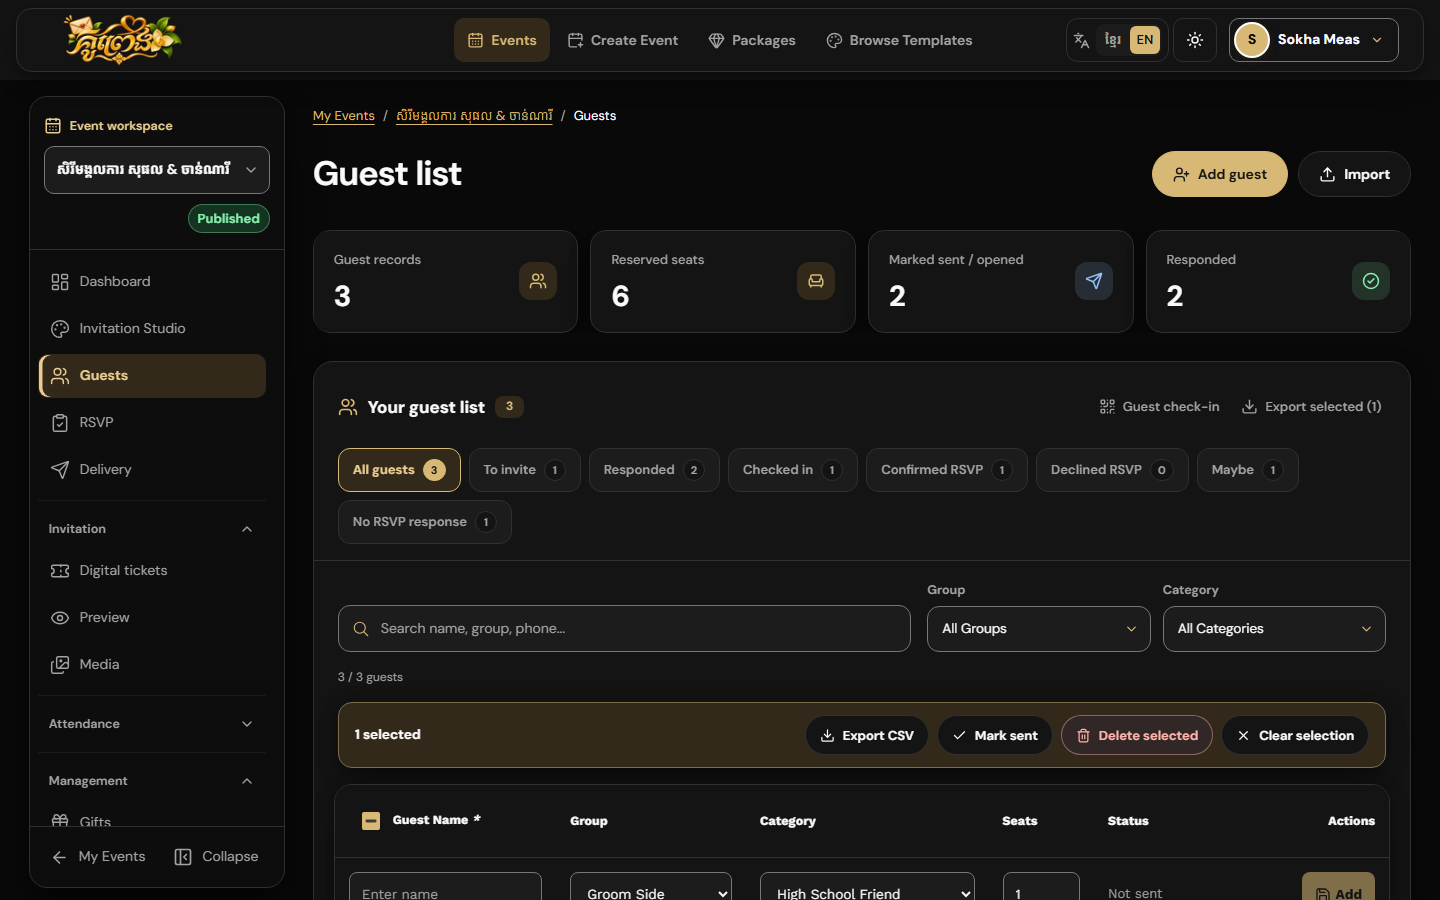 គូរព្រេង
Events
Create Event
Packages
Browse Templates
ខ្មែរ
EN
S
Sokha Meas
Event workspace
សិរីមង្គលការ សុផល & ចាន់ណារី
Published
Dashboard
Invitation Studio
Guests
RSVP
Delivery
Invitation
Digital tickets
Preview
Media
Attendance
Management
Gifts
My Events
Collapse
My Events / សិរីមង្គលការ សុផល & ចាន់ណារី / Guests
Guest list
Add guest
Import
Guest records
3
Reserved seats
6
Marked sent / opened
2
Responded
2
Your guest list 3
Guest check-in
Export selected (1)
All guests 3
To invite 1
Responded 2
Checked in 1
Confirmed RSVP 1
Declined RSVP 0
Maybe 1
No RSVP response 1
Search name, group, phone...
Group
All Groups
Category
All Categories
3 / 3 guests
1 selected
Export CSV
Mark sent
Delete selected
Clear selection
Guest Name *
Group
Category
Seats
Status
Actions
Enter name
Groom Side
High School Friend
1
Not sent
Add